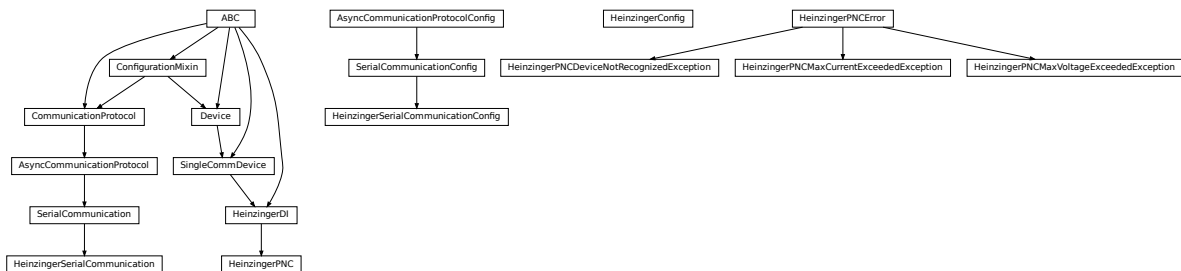 ABC
AsyncCommunicationProtocolConfig
HeinzingerConfig
HeinzingerPNCError
ConfigurationMixin
SerialCommunicationConfig
HeinzingerPNCDeviceNotRecognizedException
HeinzingerPNCMaxCurrentExceededException
HeinzingerPNCMaxVoltageExceededException
CommunicationProtocol
Device
HeinzingerSerialCommunicationConfig
AsyncCommunicationProtocol
SingleCommDevice
SerialCommunication
HeinzingerDI
HeinzingerSerialCommunication
HeinzingerPNC